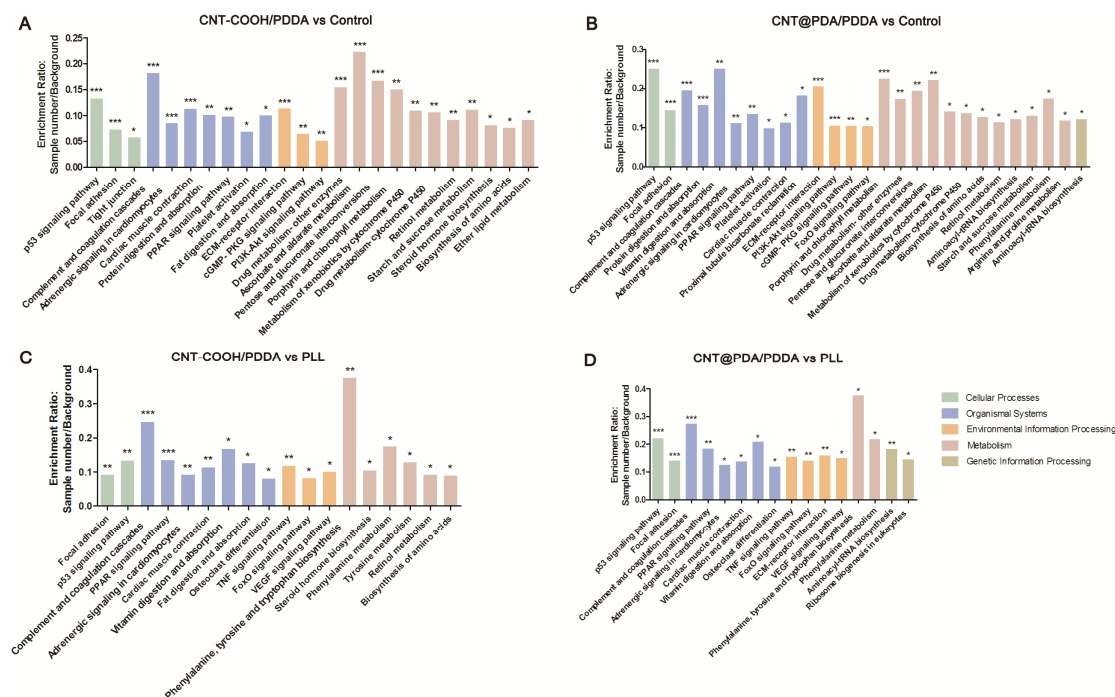 A
CNT-COOH/PDDA vs Control
Enrichment Ratio:
Sample number/Background
0.25
0.20
0.15
0.10
0.05
0.00
***
***
*
***
***
***
**
**
*
*
***
**
**
***
***
***
**
**
**
**
**
*
*
*
p53 signaling pathway
Focal adhesion
Tight junction
Complement and coagulation cascades
Adrenergic signaling in cardiomyocytes
Cardiac muscle contraction
Protein digestion and absorption
PPAR signaling pathway
Platelet activation
Fat digestion and absorption
ECM-receptor interaction
cGMP- PKG signaling pathway
PI3K-Akt signaling pathway
Drug metabolism- other enzymes
Ascorbate and aldarate metabolism
Pentose and glucuronate interconversions
Porphyrin and chlorophyll metabolism
Metabolism of xenobiotics by cytochrome P450
Drug metabolism-cytochrome P450
Retinol metabolism
Starch and sucrose metabolism
Steroid hormone biosynthesis
Biosynthesis of amino acids
Ether lipid metabolism
B
CNT@PDA/PDDA vs Control
Enrichment Ratio:
Sample number/Background
0.3
0.2
0.1
0.0
p53 signaling pathway
Focal adhesion
Complement and coagulation cascades
Protein digestion and absorption
Vitamin digestion and absorption
Adrenergic signaling in cardiomyocytes
PPAR signaling pathway
Platelet activation
Cardiac muscle contraction
Proximal tubule bicarbonate reclamation
ECM-receptor interaction
PI3K-Akt signaling pathway
cGMP- PKG signaling pathway
FoxO signaling pathway
Porphyrin and chlorophyll metabolism
Drug metabolism- other enzymes
Pentose and glucuronate interconversions
Ascorbate and aldarate metabolism
Metabolism of xenobiotics by cytochrome P450
Drug metabolism-cytochrome P450
Biosynthesis of amino acids
Retinol metabolism
Aminoacyl-tRNA biosynthesis
Starch and sucrose metabolism
Phenylalanine metabolism
Arginine and proline metabolism
Aminoacyl-tRNA biosynthesis
C
CNT-COOH/PDDA vs PLL
Enrichment Ratio:
Sample number/Background
0.4
0.3
0.2
0.1
0.0
**
**
***
**
**
**
*
*
*
**
*
*
**
*
*
*
*
*
Focal adhesion
p53 signaling pathway
Complement and coagulation cascades
PPAR signaling pathway
Adrenergic signaling in cardiomyocytes
Cardiac muscle contraction
Vitamin digestion and absorption
Fat digestion and absorption
Osteoclast differentiation
TNF signaling pathway
FoxO signaling pathway
VEGF signaling pathway
Phenylalanine, tyrosine and tryptophan biosynthesis
Steroid hormone biosynthesis
Phenylalanine metabolism
Tyrosine metabolism
Retinol metabolism
Biosynthesis of amino acids
D
CNT@PDA/PDDA vs PLL
Enrichment Ratio:
Sample number/Background
0.4
0.3
0.2
0.1
0.0
***
***
***
**
*
*
*
*
**
**
**
*
*
*
**
*
p53 signaling pathway
Focal adhesion
Complement and coagulation cascades
PPAR signaling pathway
Adrenergic signaling in cardiomyocytes
Cardiac muscle contraction
Vitamin digestion and absorption
Osteoclast differentiation
TNF signaling pathway
FoxO signaling pathway
ECM-receptor interaction
VEGF signaling pathway
Phenylalanine, tyrosine and tryptophan biosynthesis
Phenylalanine metabolism
Aminoacyl-tRNA biosynthesis
Ribosome biogenesis in eukaryotes
Cellular Processes
Organismal Systems
Environmental Information Processing
Metabolism
Genetic Information Processing